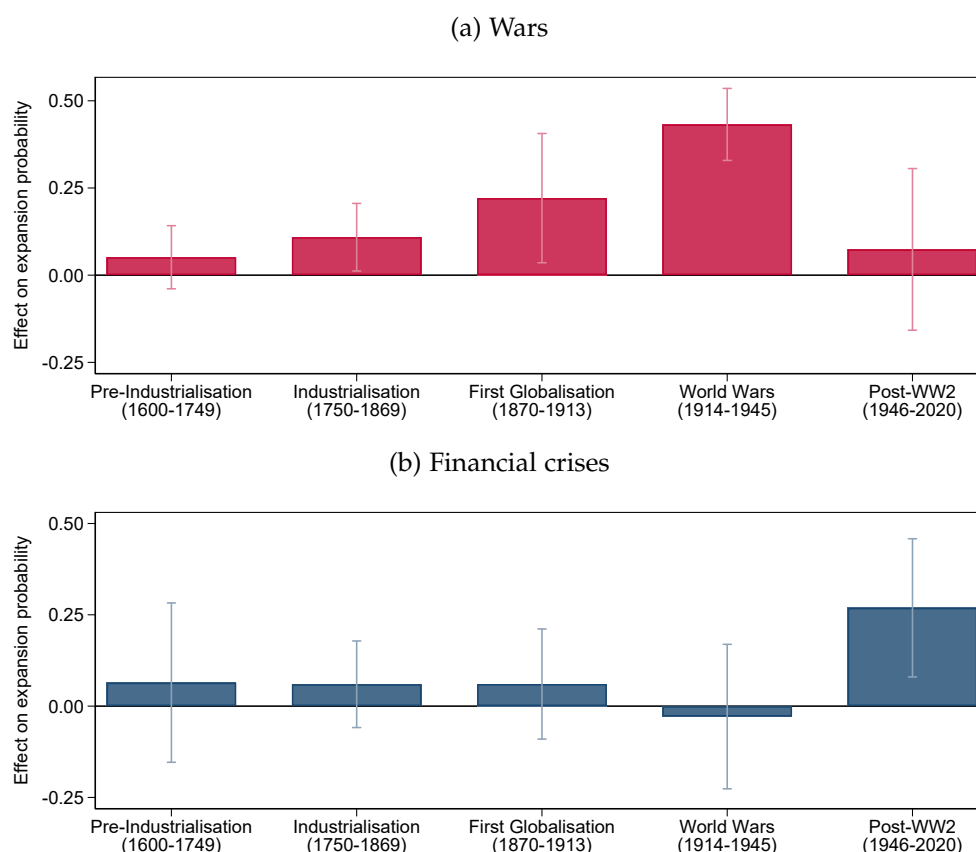 (a) Wars
Effect on expansion probability
0.50
0.25
0.00
-0.25
Pre-Industrialisation
(1600-1749)
Industrialisation
(1750-1869)
First Globalisation
(1870-1913)
World Wars
(1914-1945)
Post-WW2
(1946-2020)
(b) Financial crises
Effect on expansion probability
0.50
0.25
0.00
-0.25
Pre-Industrialisation
(1600-1749)
Industrialisation
(1750-1869)
First Globalisation
(1870-1913)
World Wars
(1914-1945)
Post-WW2
(1946-2020)